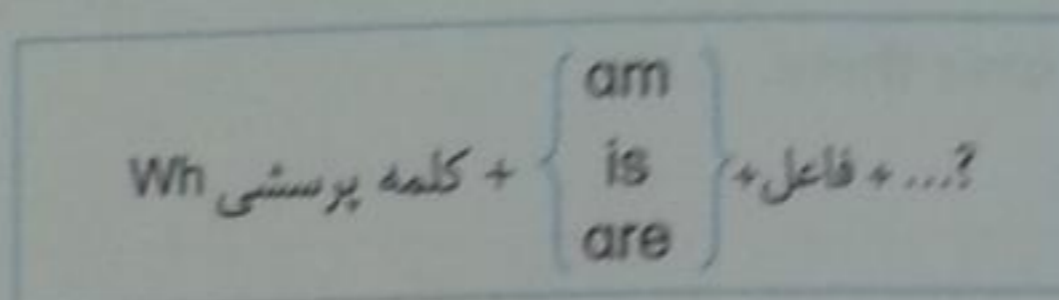 am
Wh کلمه پرسشی + { is } + فاعل + ...?
are